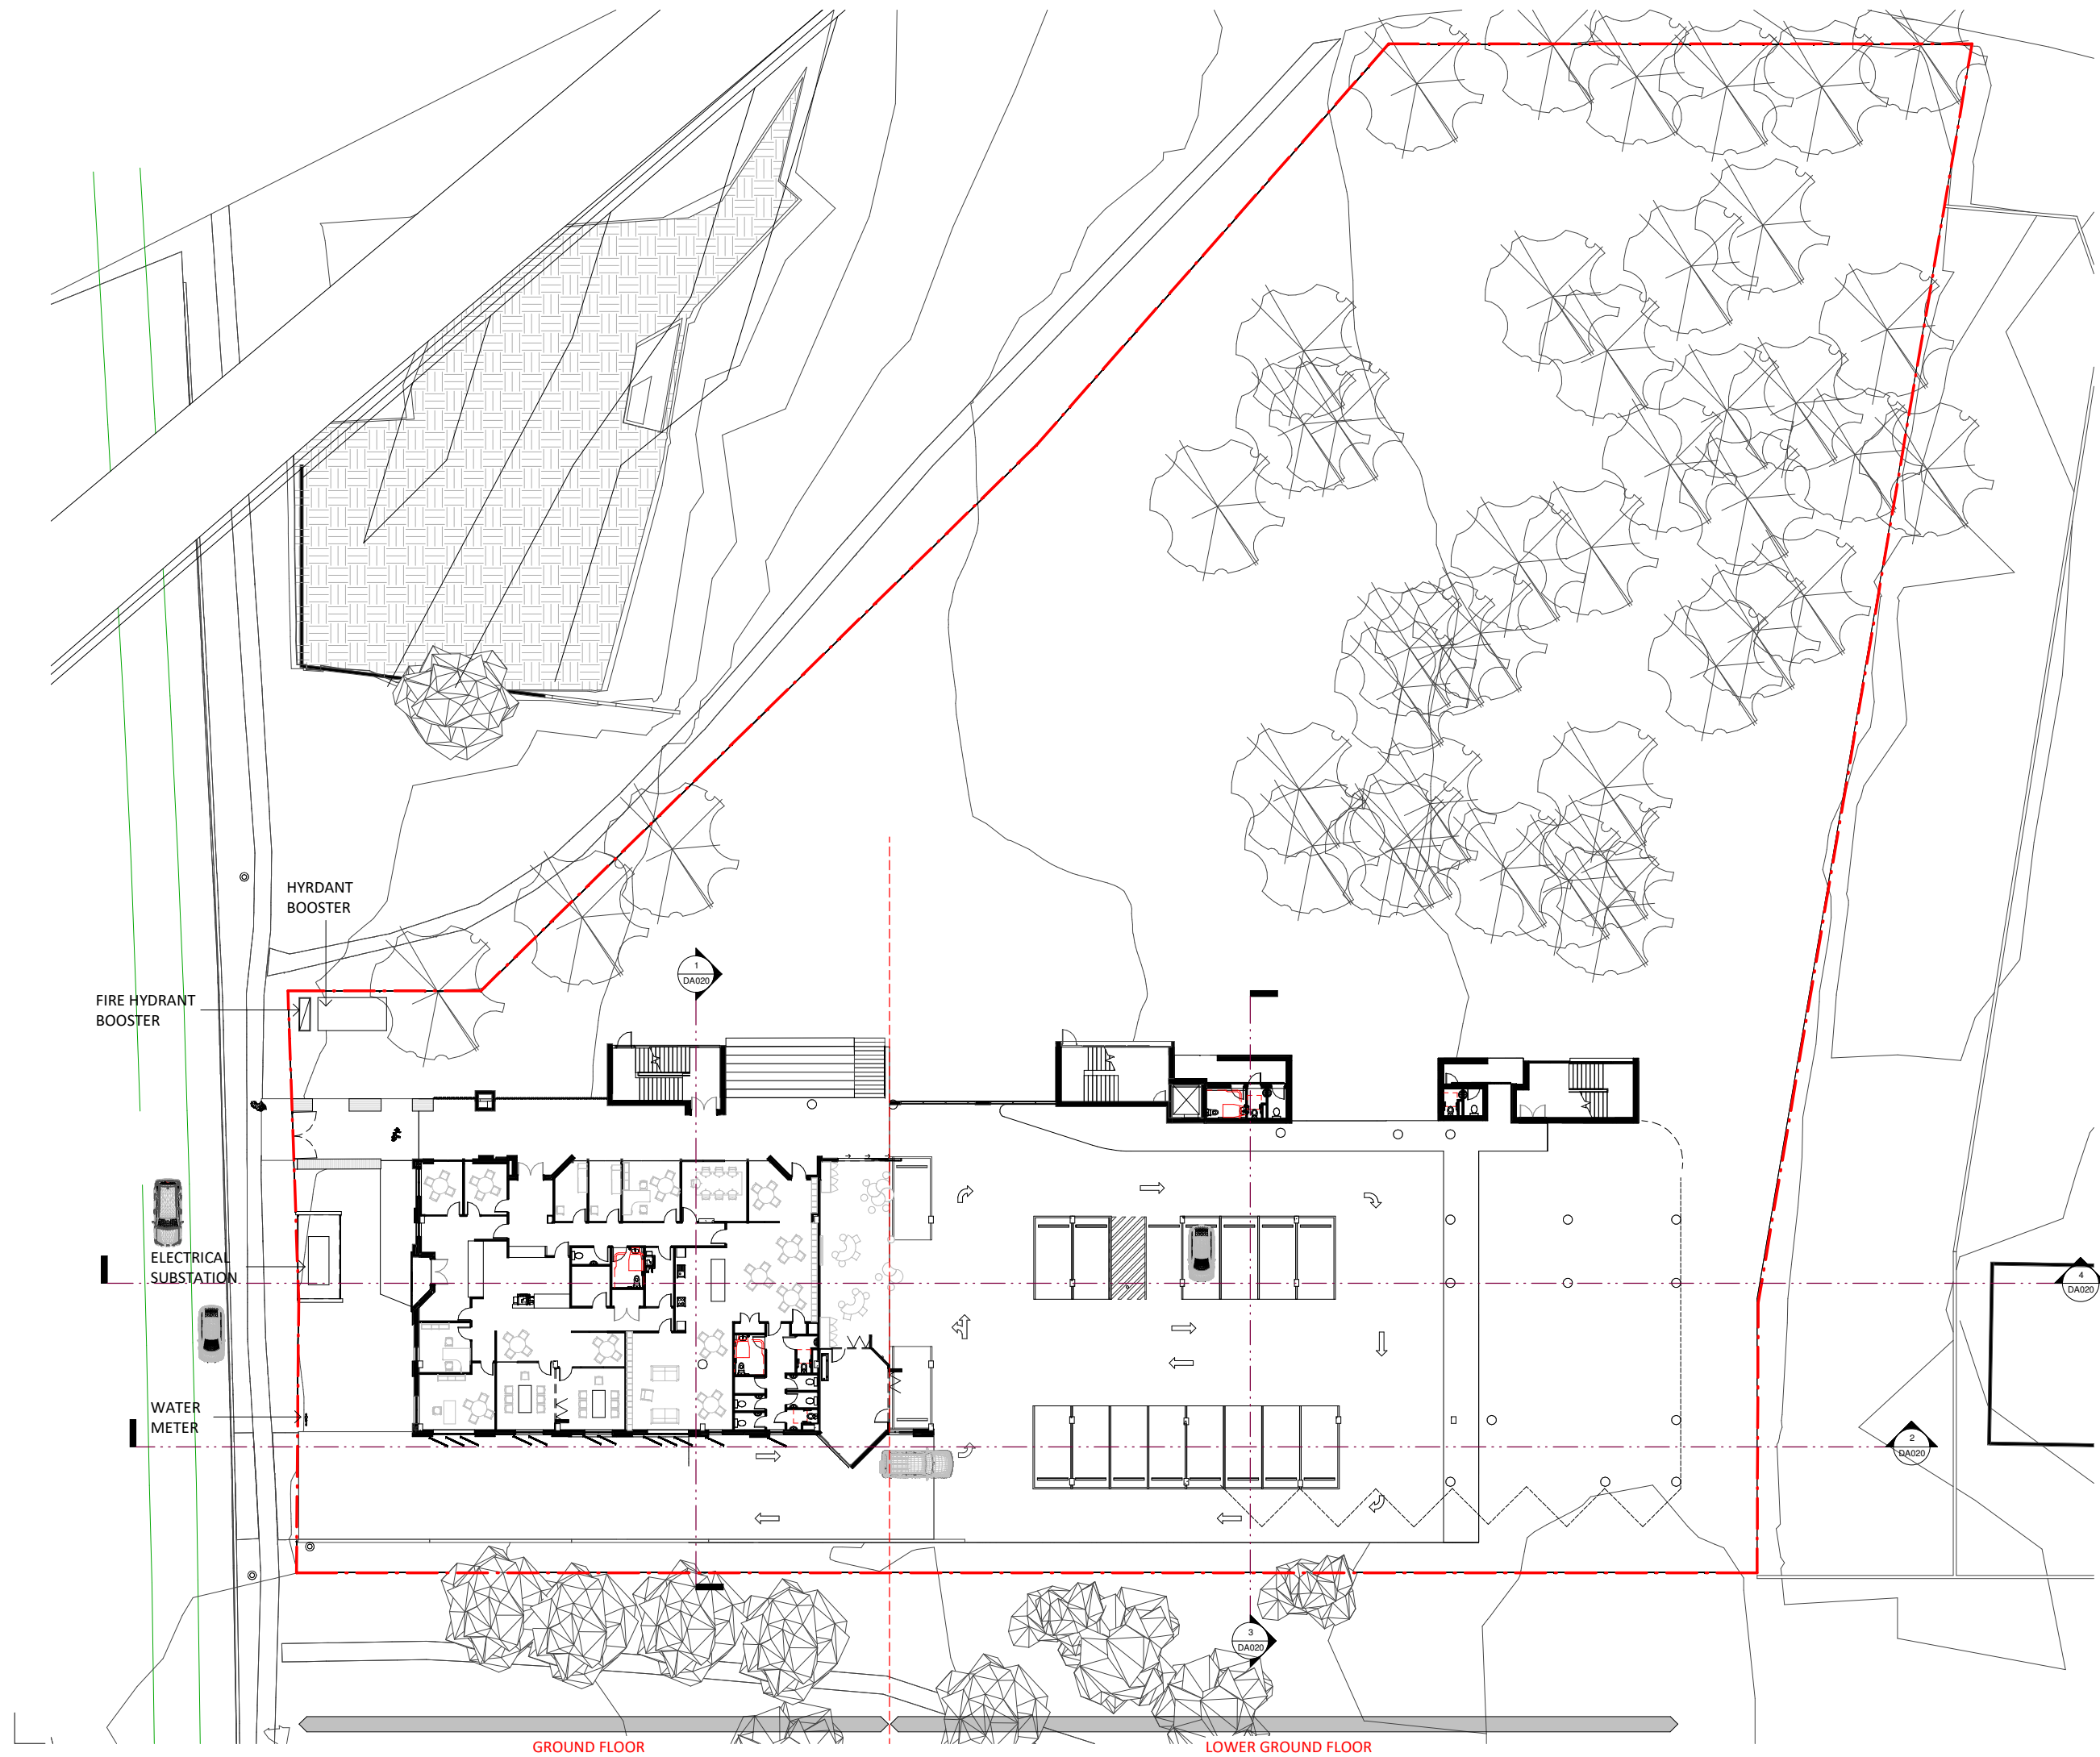 HYRDANT
BOOSTER
1
DA020
FIRE HYDRANT
BOOSTER
ELECTRICAL
SUBSTATION
4
DA020
WATER
METER
2
DA020
3
DA020
GROUND FLOOR
LOWER GROUND FLOOR